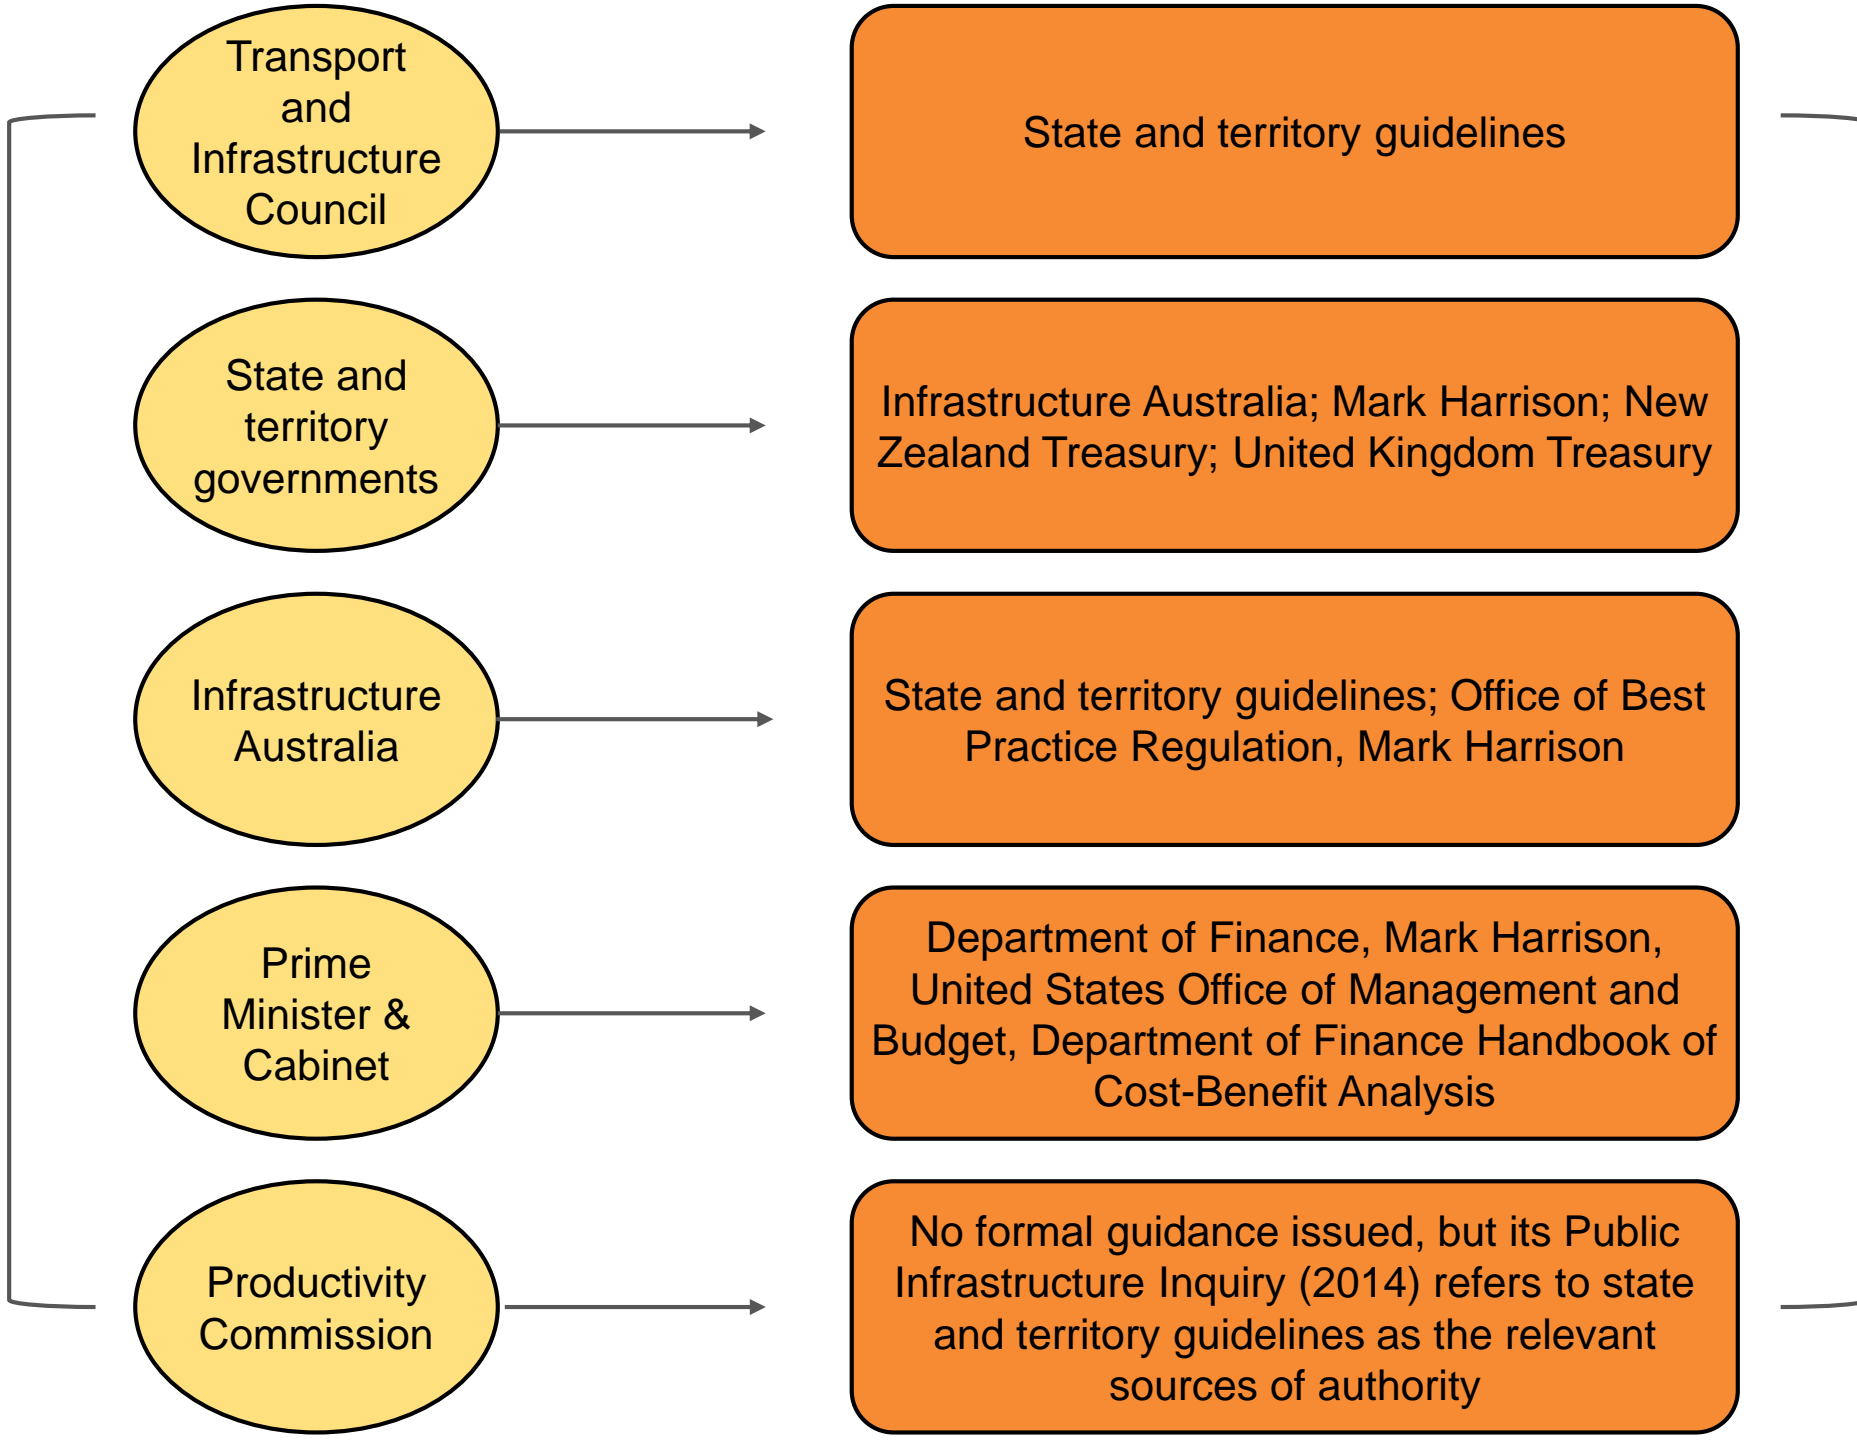 Transport
and
Infrastructure
Council
State and territory guidelines
State and
territory
governments
Infrastructure Australia; Mark Harrison; New
Zealand Treasury; United Kingdom Treasury
Infrastructure
Australia
State and territory guidelines; Office of Best
Practice Regulation, Mark Harrison
Prime
Minister &
Cabinet
Department of Finance, Mark Harrison,
United States Office of Management and
Budget, Department of Finance Handbook of
Cost-Benefit Analysis
Productivity
Commission
No formal guidance issued, but its Public
Infrastructure Inquiry (2014) refers to state
and territory guidelines as the relevant
sources of authority